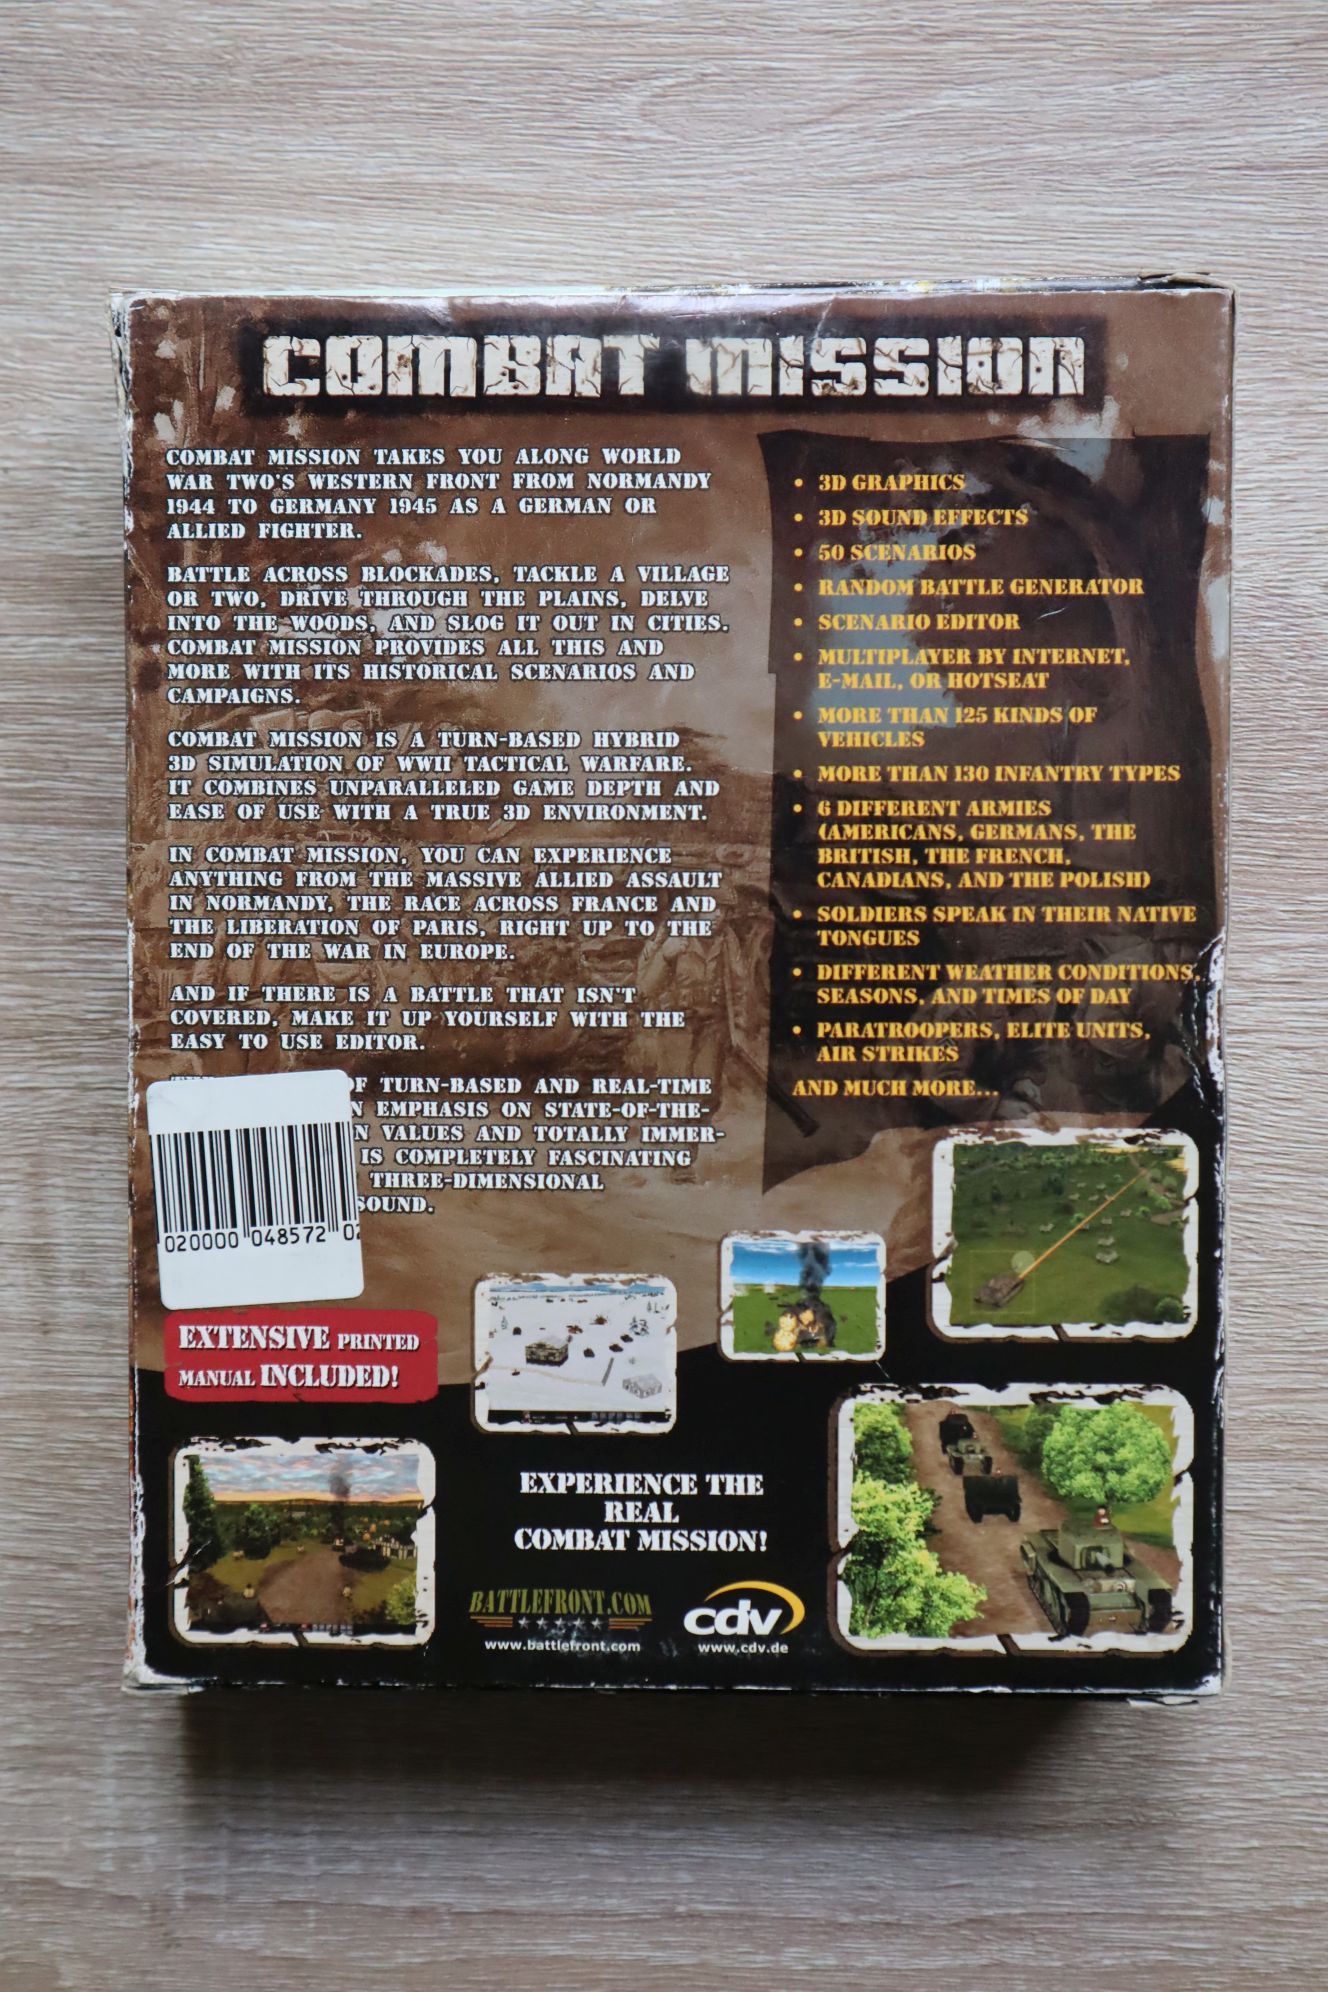 COMBAT MISSION
COMBAT MISSION TAKES YOU ALONG WORLD
WAR TWO'S WESTERN FRONT FROM NORMANDY
1944 TO GERMANY 1945 AS A GERMAN OR
ALLIED FIGHTER.
BATTLE ACROSS BLOCKADES, TACKLE A VILLAGE
OR TWO, DRIVE THROUGH THE PLAINS, DELVE
INTO THE WOODS, AND SLOG IT OUT IN CITIES.
COMBAT MISSION PROVIDES ALL THIS AND
MORE WITH ITS HISTORICAL SCENARIOS AND
CAMPAIGNS.
COMBAT MISSION IS A TURN-BASED HYBRID
3D SIMULATION OF WWII TACTICAL WARFARE.
IT COMBINES UNPARALLELED GAME DEPTH AND
EASE OF USE WITH A TRUE 3D ENVIRONMENT.
IN COMBAT MISSION, YOU CAN EXPERIENCE
ANYTHING FROM THE MASSIVE ALLIED ASSAULT
IN NORMANDY, THE RACE ACROSS FRANCE AND
THE LIBERATION OF PARIS, RIGHT UP TO THE
END OF THE WAR IN EUROPE.
AND IF THERE IS A BATTLE THAT ISN'T
COVERED, MAKE IT UP YOURSELF WITH THE
EASY TO USE EDITOR.
OF TURN-BASED AND REAL-TIME
EMPHASIS ON STATE-OF-THE-
VALUES AND TOTALLY IMMER-
IS COMPLETELY FASCINATING
THREE-DIMENSIONAL
SOUND.
020000 048572
EXTENSIVE PRINTED
MANUAL INCLUDED!
• 3D GRAPHICS
• 3D SOUND EFFECTS
• 50 SCENARIOS
• RANDOM BATTLE GENERATOR
• SCENARIO EDITOR
• MULTIPLAYER BY INTERNET,
E-MAIL, OR HOTSEAT
• MORE THAN 125 KINDS OF
VEHICLES
• MORE THAN 130 INFANTRY TYPES
• 6 DIFFERENT ARMIES
(AMERICANS, GERMANS, THE
BRITISH, THE FRENCH,
CANADIANS, AND THE POLISH)
• SOLDIERS SPEAK IN THEIR NATIVE
TONGUES
• DIFFERENT WEATHER CONDITIONS,
SEASONS, AND TIMES OF DAY
• PARATROOPERS, ELITE UNITS,
AIR STRIKES
AND MUCH MORE...
EXPERIENCE THE
REAL
COMBAT MISSION!
BATTLEFRONT.COM
www.battlefront.com
cdv
www.cdv.de